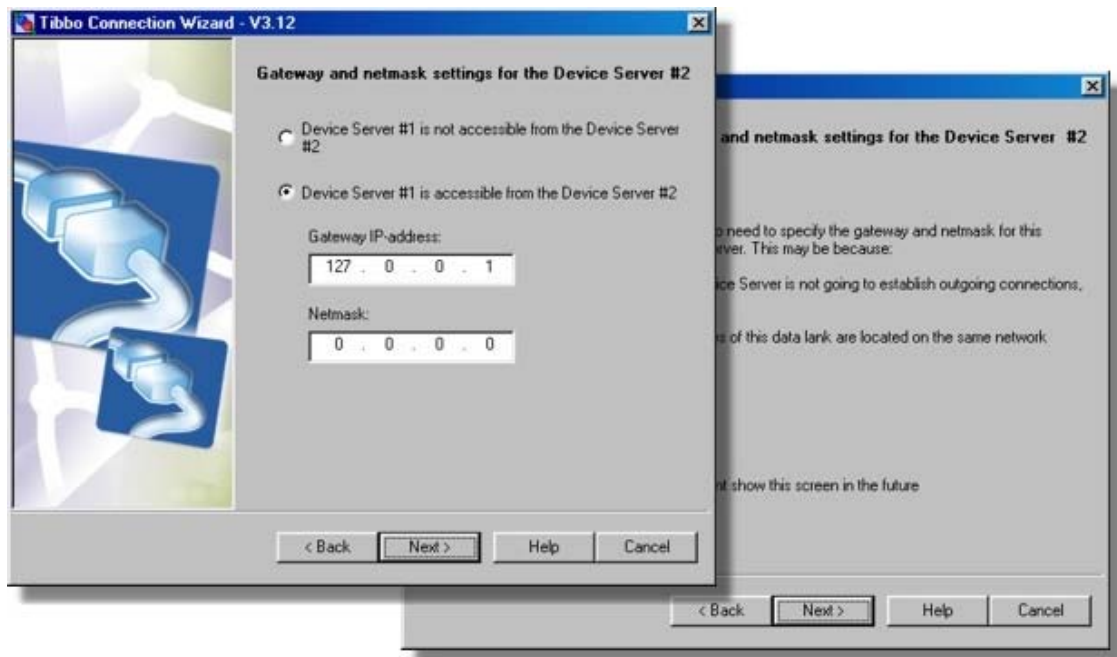 Tibbo Connection Wizard - V3.12
Gateway and netmask settings for the Device Server #2
Device Server #1 is not accessible from the Device Server
#2
Device Server #1 is accessible from the Device Server #2
Gateway IP-address:
127 . 0 . 0 . 1
Netmask:
0 . 0 . 0 . 0
< Back Next > Help Cancel
and netmask settings for the Device Server #2
need to specify the gateway and netmask for this
This may be because:
Server is not going to establish outgoing connections,
of this data lank are located on the same network
show this screen in the future
< Back Next > Help Cancel